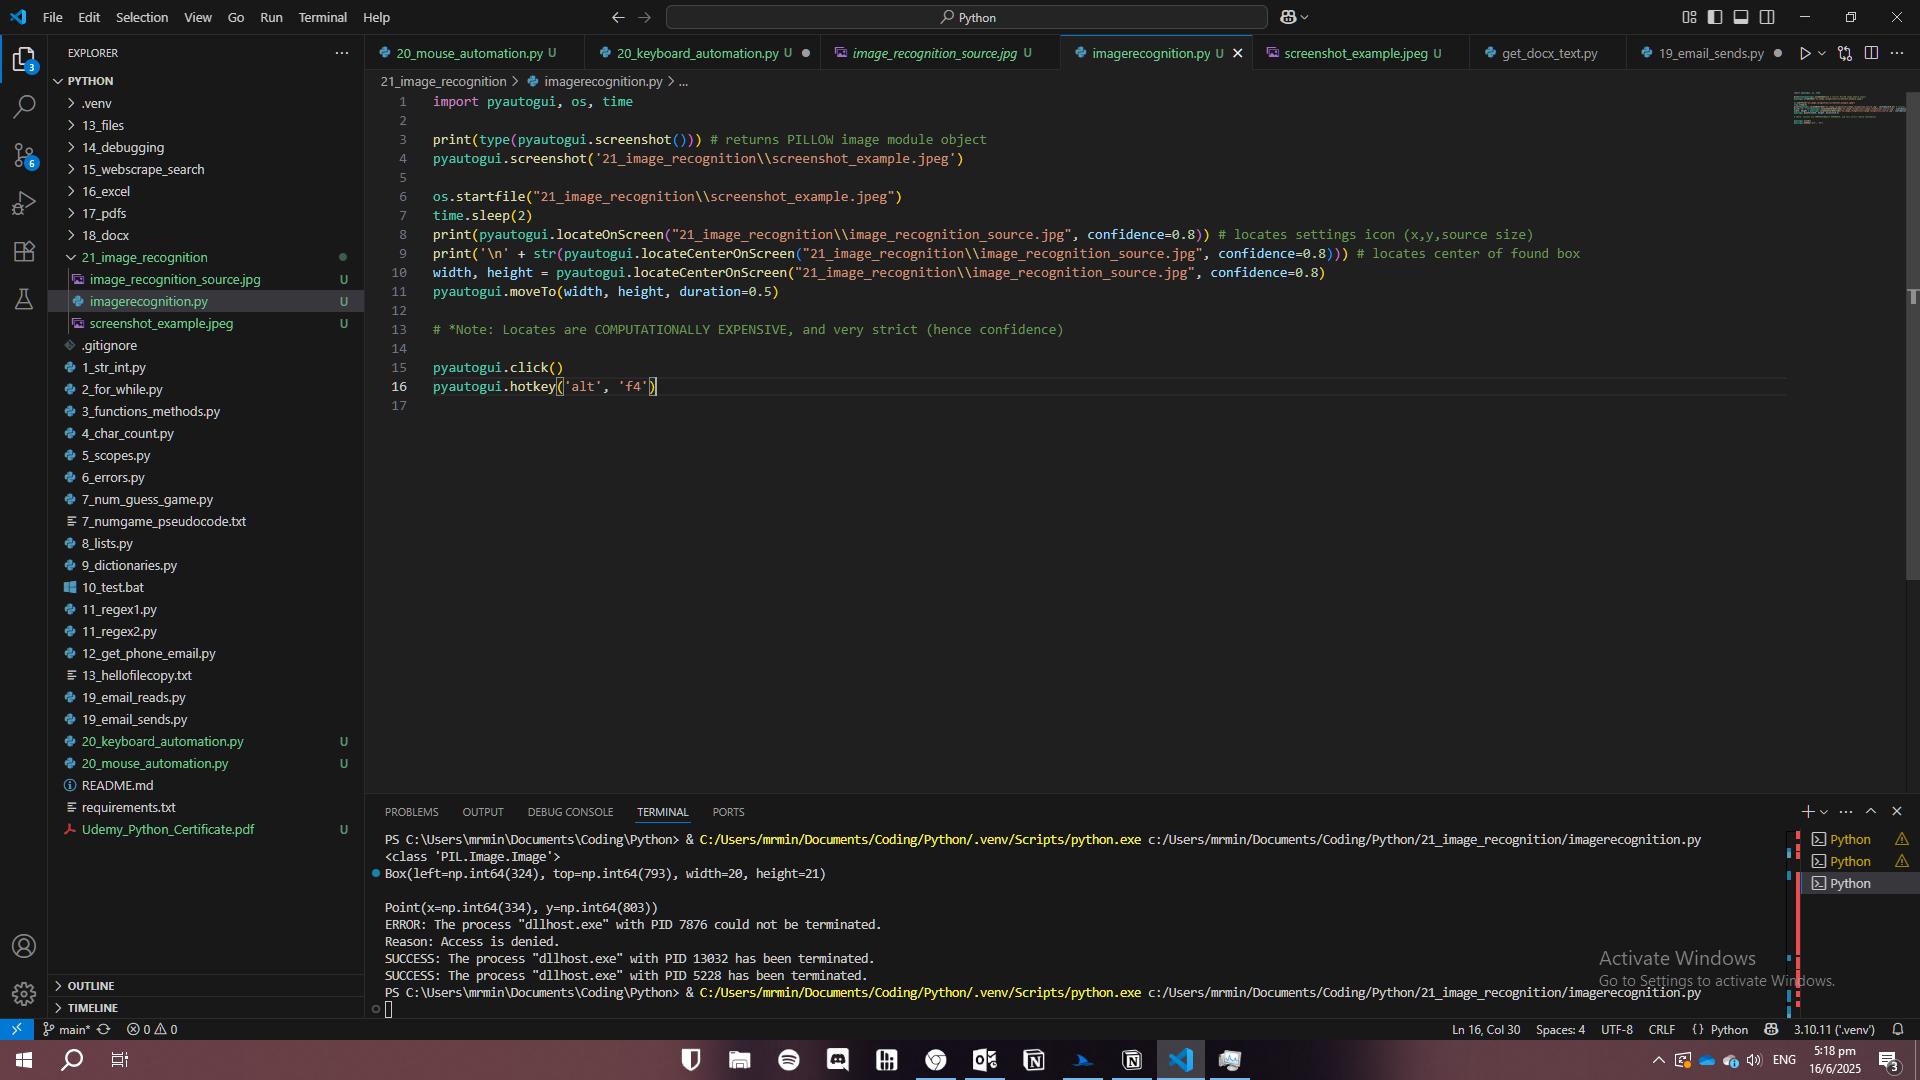 File Edit Selection View Go Run Terminal Help
Python
EXPLORER
PYTHON
.venv
13_files
14_debugging
15_webscrape_search
16_excel
17_pdfs
18_docx
21_image_recognition
image_recognition_source.jpg U
imagerecognition.py U
screenshot_example.jpeg U
.gitignore
1_str_int.py
2_for_while.py
3_functions_methods.py
4_char_count.py
5_scopes.py
6_errors.py
7_num_guess_game.py
7_numgame_pseudocode.txt
8_lists.py
9_dictionaries.py
10_test.bat
11_regex1.py
11_regex2.py
12_get_phone_email.py
13_hellofilecopy.txt
19_email_reads.py
19_email_sends.py
20_keyboard_automation.py U
20_mouse_automation.py U
README.md
requirements.txt
Udemy_Python_Certificate.pdf U
OUTLINE
TIMELINE
3
6
20_mouse_automation.py U
20_keyboard_automation.py U
image_recognition_source.jpg U
imagerecognition.py U
screenshot_example.jpeg U
get_docx_text.py
19_email_sends.py
21_image_recognition > imagerecognition.py > ...
1 import pyautogui, os, time
2
3 print(type(pyautogui.screenshot())) # returns PILLOW image module object
4 pyautogui.screenshot('21_image_recognition\\screenshot_example.jpeg')
5
6 os.startfile("21_image_recognition\\screenshot_example.jpeg")
7 time.sleep(2)
8 print(pyautogui.locateOnScreen("21_image_recognition\\image_recognition_source.jpg", confidence=0.8)) # locates settings icon (x,y,source size)
9 print('\n' + str(pyautogui.locateCenterOnScreen("21_image_recognition\\image_recognition_source.jpg", confidence=0.8))) # locates center of found box
10 width, height = pyautogui.locateCenterOnScreen("21_image_recognition\\image_recognition_source.jpg", confidence=0.8)
11 pyautogui.moveTo(width, height, duration=0.5)
12
13 # *Note: Locates are COMPUTATIONALLY EXPENSIVE, and very strict (hence confidence)
14
15 pyautogui.click()
16 pyautogui.hotkey('alt', 'f4')
17
PROBLEMS OUTPUT DEBUG CONSOLE TERMINAL PORTS
PS C:\Users\mrmin\Documents\Coding\Python> & C:/Users/mrmin/Documents/Coding/Python/.venv/Scripts/python.exe c:/Users/mrmin/Documents/Coding/Python/21_image_recognition/imagerecognition.py
<class 'PIL.Image.Image'>
Box(left=np.int64(324), top=np.int64(793), width=20, height=21)
Point(x=np.int64(334), y=np.int64(803))
ERROR: The process "dllhost.exe" with PID 7876 could not be terminated.
Reason: Access is denied.
SUCCESS: The process "dllhost.exe" with PID 13032 has been terminated.
SUCCESS: The process "dllhost.exe" with PID 5228 has been terminated.
PS C:\Users\mrmin\Documents\Coding\Python> & C:/Users/mrmin/Documents/Coding/Python/.venv/Scripts/python.exe c:/Users/mrmin/Documents/Coding/Python/21_image_recognition/imagerecognition.py
Python
Python
Python
Activate Windows
Go to Settings to activate Windows.
main* 0 0
Ln 16, Col 30 Spaces: 4 UTF-8 CRLF {} Python 3.10.11 ('.venv')
ENG
5:18 pm
16/6/2025
3